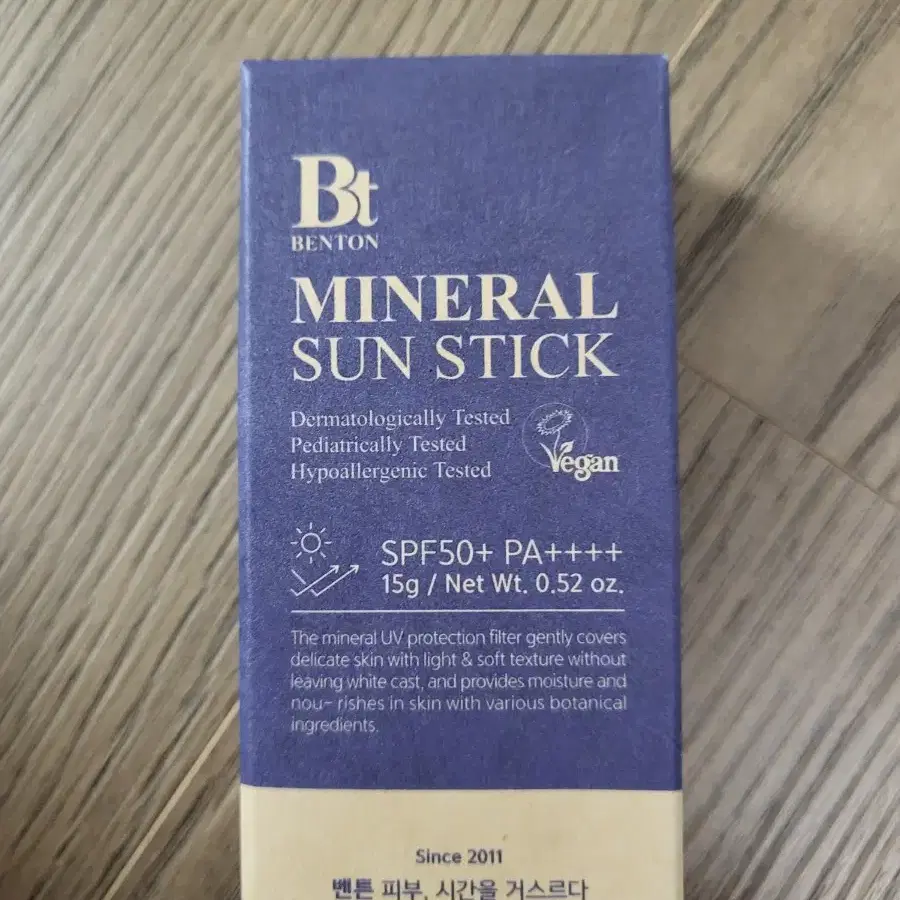 Bt
BENTON
MINERAL
SUN STICK
Dermatologically Tested
Pediatrically Tested
Hypoallergenic Tested
Vegan
SPF50+ PA++++
15g / Net Wt. 0.52 oz.
The mineral UV protection filter gently covers
delicate skin with light & soft texture without
leaving white cast, and provides moisture and
nou- rishes in skin with various botanical
ingredients.
Since 2011
벤튼 피부, 시간을 거스르다